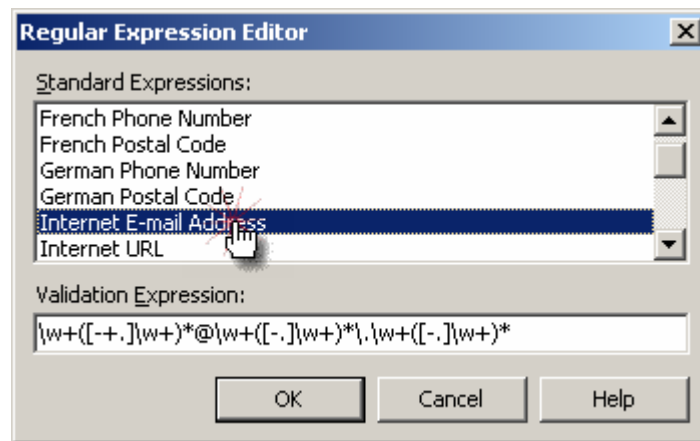 Regular Expression Editor
Standard Expressions:
French Phone Number
French Postal Code
German Phone Number
German Postal Code
Internet E-mail Address
Internet URL
Validation Expression:
\w+([-+.]\w+)*@\w+([-.]\w+)*\.\w+([-.]\w+)*
OK Cancel Help